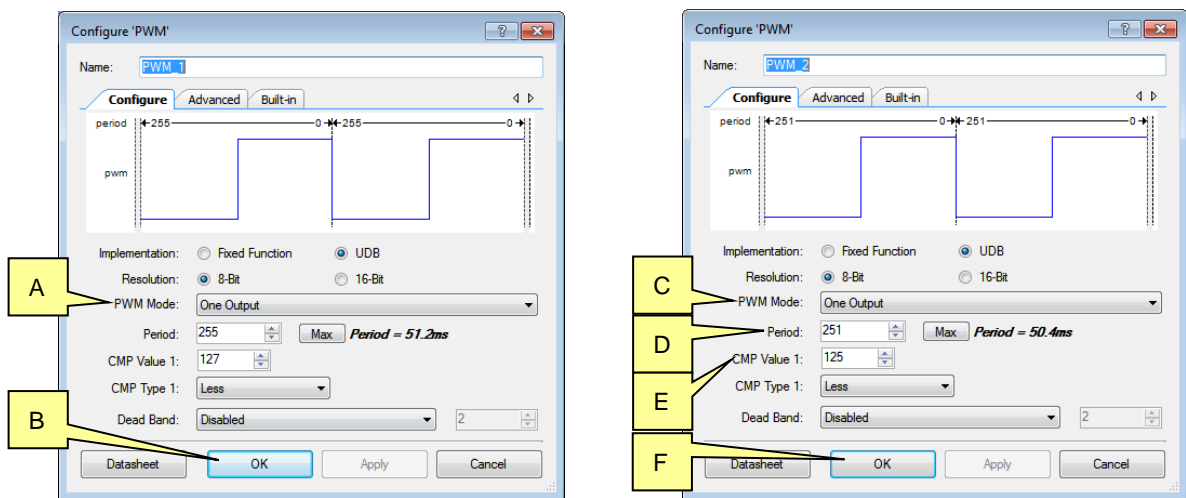 Configure 'PWM'
Name: PWM_1
Configure Advanced Built-in
period 255 0 255 0
pwm
Implementation: Fixed Function UDB
Resolution: 8-Bit 16-Bit
A
PWM Mode: One Output
Period: 255 Max Period = 51.2ms
CMP Value 1: 127
CMP Type 1: Less
B
Dead Band: Disabled 2
Datasheet OK Apply Cancel
Configure 'PWM'
Name: PWM_2
Configure Advanced Built-in
period 251 0 251 0
pwm
Implementation: Fixed Function UDB
Resolution: 8-Bit 16-Bit
C
PWM Mode: One Output
D
Period: 251 Max Period = 50.4ms
E
CMP Value 1: 125
CMP Type 1: Less
Dead Band: Disabled 2
F
Datasheet OK Apply Cancel